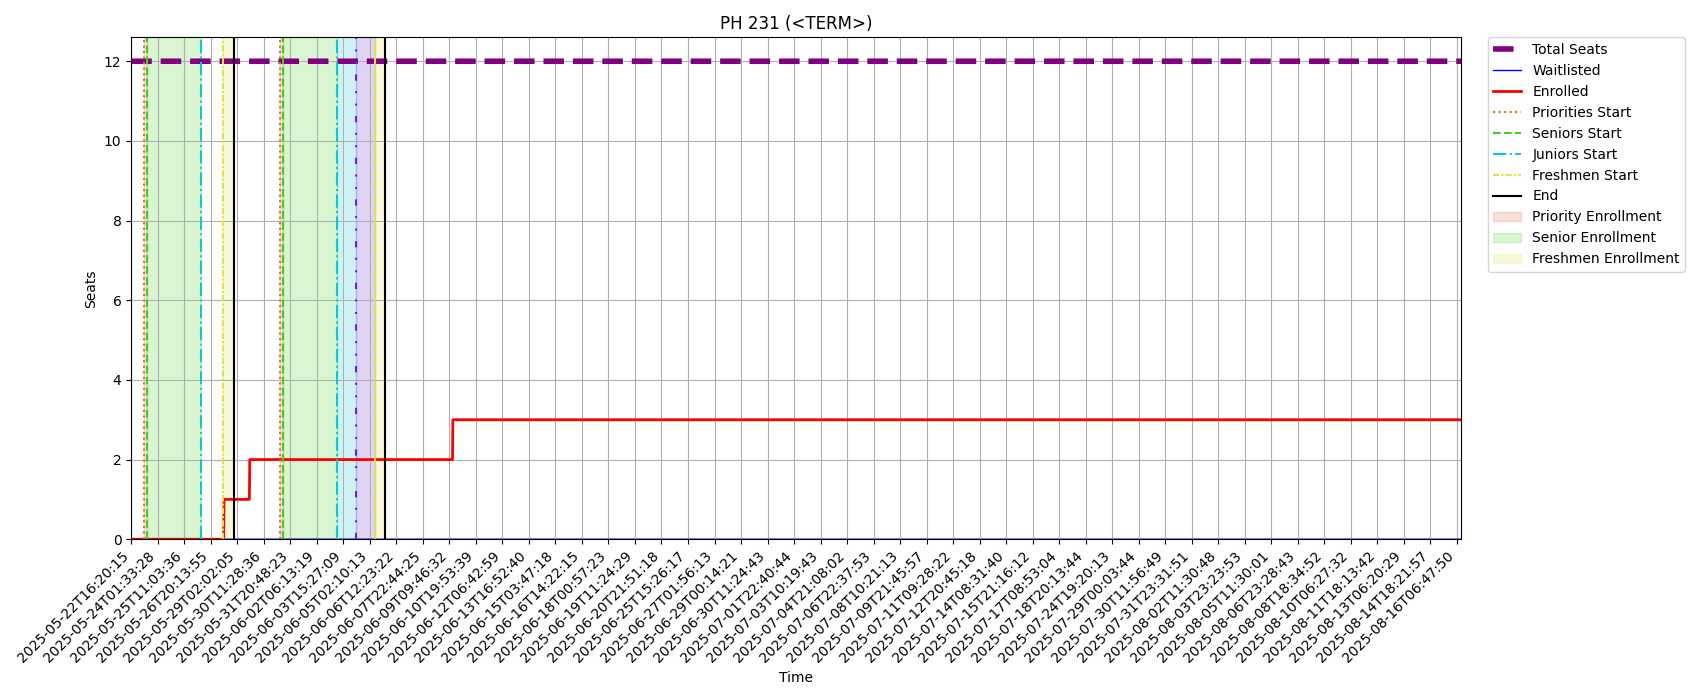 PH 231 (<TERM>)
Total Seats
Waitlisted
Enrolled
Priorities Start
Seniors Start
Juniors Start
Freshmen Start
End
Priority Enrollment
Senior Enrollment
Freshmen Enrollment
12
10
8
6
4
2
0
Seats
2025-05-22T16:20:15
2025-05-24T01:33:28
2025-05-25T11:03:36
2025-05-26T20:13:55
2025-05-29T02:02:05
2025-05-30T11:28:36
2025-05-31T20:48:23
2025-06-02T06:13:19
2025-06-03T15:27:09
2025-06-05T02:10:13
2025-06-06T12:23:22
2025-06-07T22:44:25
2025-06-09T09:46:32
2025-06-10T19:53:39
2025-06-12T06:42:59
2025-06-13T16:52:40
2025-06-15T03:47:18
2025-06-16T14:22:15
2025-06-18T00:57:23
2025-06-19T11:24:29
2025-06-20T21:51:18
2025-06-25T15:26:17
2025-06-27T01:56:13
2025-06-29T00:14:21
2025-06-30T11:24:43
2025-07-01T22:40:44
2025-07-03T10:19:43
2025-07-04T21:08:02
2025-07-06T22:37:53
2025-07-08T10:21:13
2025-07-09T21:45:57
2025-07-11T09:28:22
2025-07-12T20:45:18
2025-07-14T08:31:40
2025-07-15T21:16:12
2025-07-17T08:53:04
2025-07-18T20:13:44
2025-07-24T19:20:13
2025-07-29T00:03:44
2025-07-30T11:56:49
2025-07-31T23:31:51
2025-08-02T11:30:48
2025-08-03T23:23:53
2025-08-05T11:30:01
2025-08-06T23:28:43
2025-08-08T18:34:52
2025-08-10T06:27:32
2025-08-11T18:13:42
2025-08-13T06:20:29
2025-08-14T18:21:57
2025-08-16T06:47:50
Time